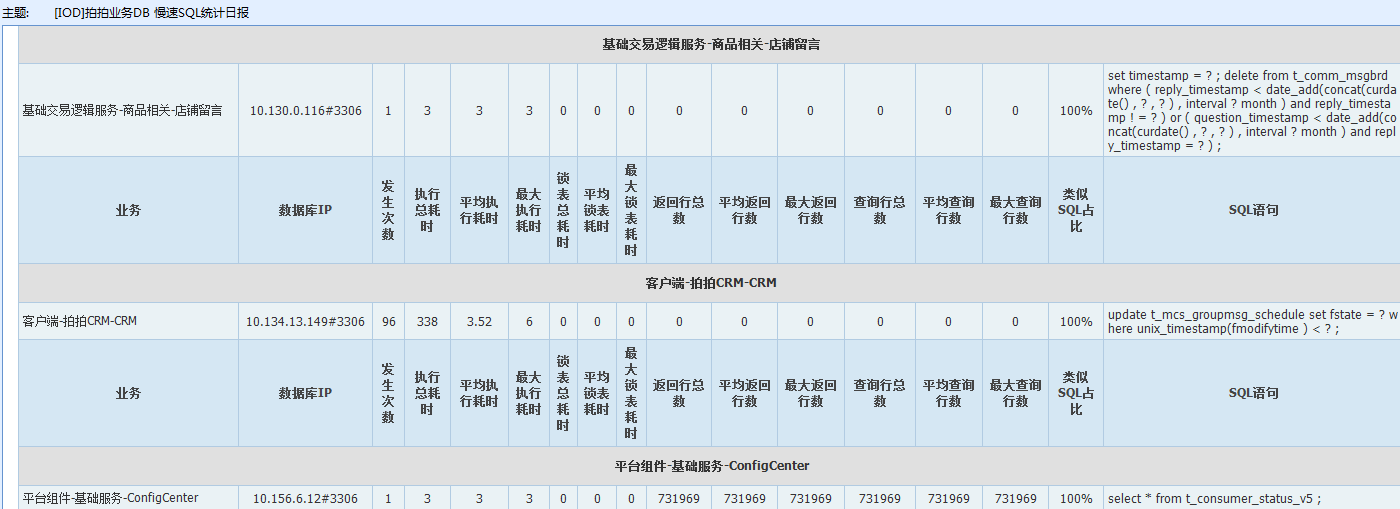 主题: [IOD]拍拍业务DB 慢速SQL统计日报
基础交易逻辑服务-商品相关-店铺留言
基础交易逻辑服务-商品相关-店铺留言 10.130.0.116#3306 1 3 3 3 0 0 0 0 0 0 0 0 0 100%
set timestamp = ? ; delete from t_comm_msgbrd
where ( reply_timestamp < date_add(concat(curda
te() , ? , ? ) , interval ? month ) and reply_timesta
mp ! = ? ) or ( question_timestamp < date_add(co
ncat(curdate() , ? , ? ) , interval ? month ) and repl
y_timestamp = ? ) ;
业务 数据库IP 发生次数 执行总耗时 平均执行耗时 最大执行耗时 锁表总耗时 平均锁表耗时 最大锁表耗时 返回行总数 平均返回行数 最大返回行数 查询行总数 平均查询行数 最大查询行数 类似SQL占比 SQL语句
客户端-拍拍CRM-CRM
客户端-拍拍CRM-CRM 10.134.13.149#3306 96 338 3.52 6 0 0 0 0 0 0 0 0 0 100%
update t_mcs_groupmsg_schedule set fstate = ? w
here unix_timestamp(fmodifytime ) < ? ;
业务 数据库IP 发生次数 执行总耗时 平均执行耗时 最大执行耗时 锁表总耗时 平均锁表耗时 最大锁表耗时 返回行总数 平均返回行数 最大返回行数 查询行总数 平均查询行数 最大查询行数 类似SQL占比 SQL语句
平台组件-基础服务-ConfigCenter
平台组件-基础服务-ConfigCenter 10.156.6.12#3306 1 3 3 3 0 0 0 731969 731969 731969 731969 731969 731969 100% select * from t_consumer_status_v5 ;